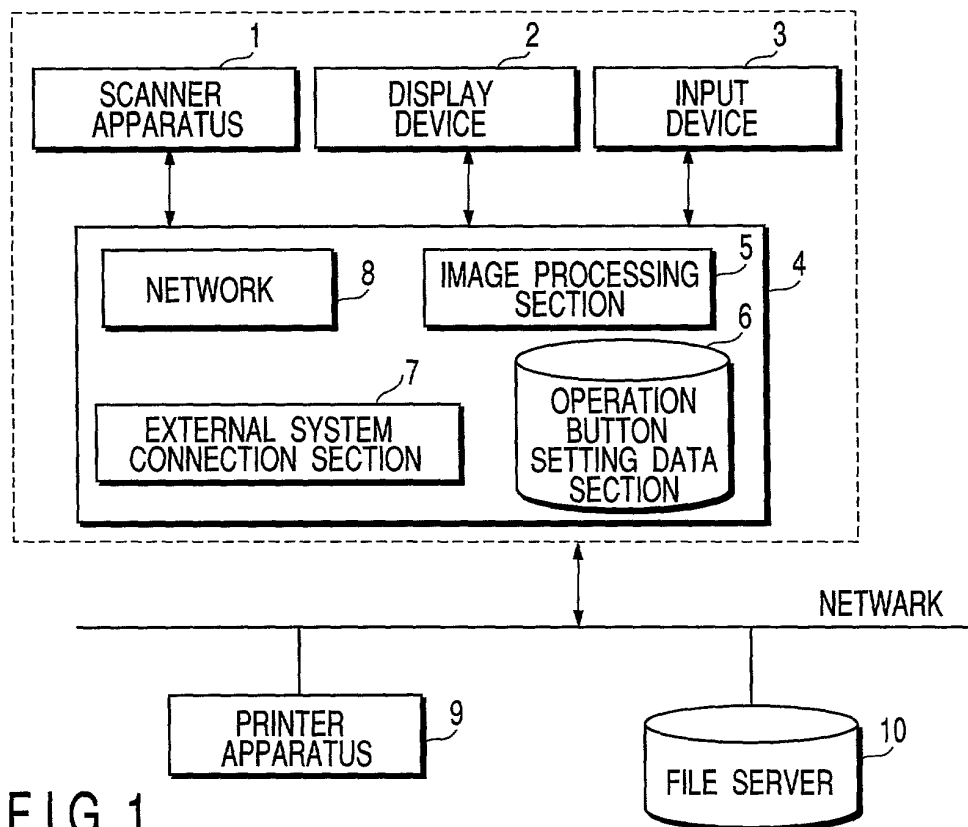 1
2
3
SCANNER
APPARATUS
DISPLAY
DEVICE
INPUT
DEVICE
NETWORK
8
IMAGE PROCESSING
SECTION
5
4
6
7
EXTERNAL SYSTEM
CONNECTION SECTION
OPERATION
BUTTON
SETTING DATA
SECTION
NETWARK
PRINTER
APPARATUS
9
FILE SERVER
10
FIG. 1